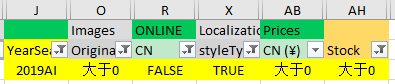 J O R X AB AH
Images ONLINE Localizatio Prices
YearSea Origina CN styleTy CN (¥) Stock
2019AI 大于0 FALSE TRUE 大于0 大于0